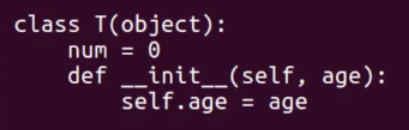 class T(object):
    num = 0
    def __init__(self, age):
        self.age = age